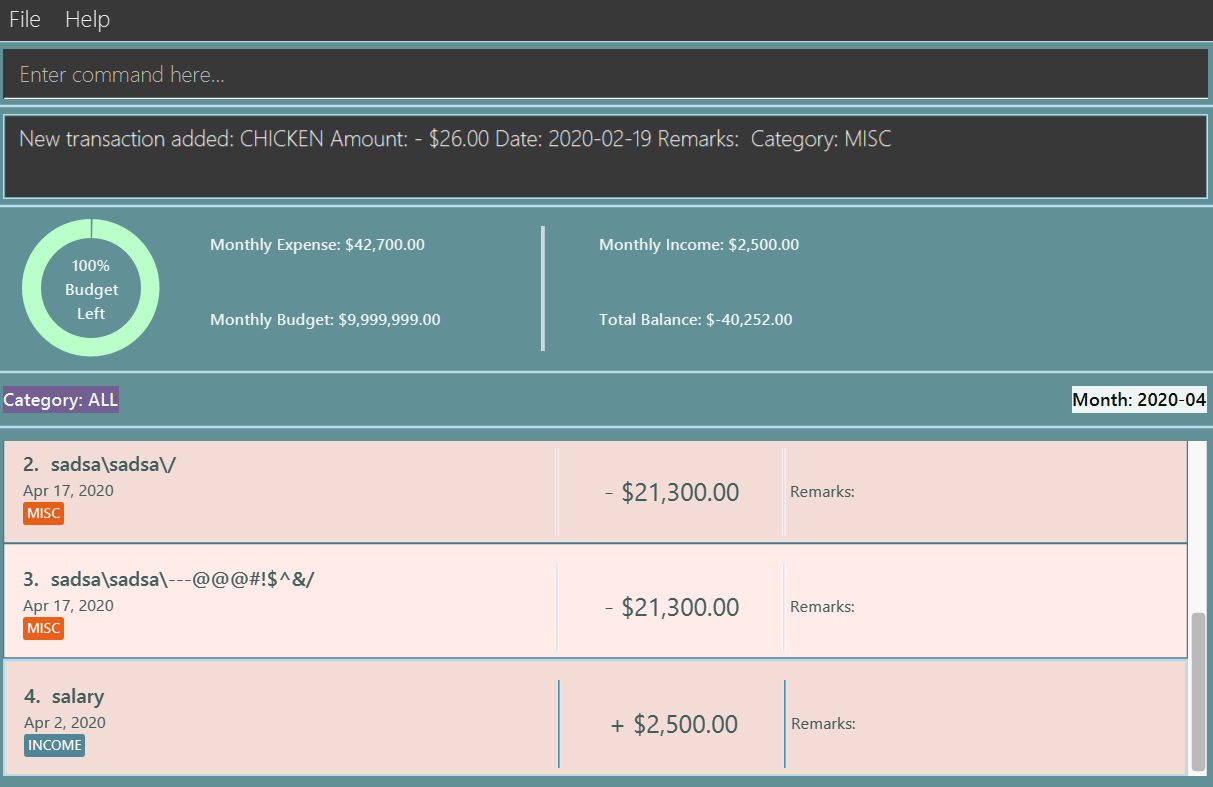 File Help
Enter command here...
New transaction added: CHICKEN Amount: - $26.00 Date: 2020-02-19 Remarks:  Category: MISC
100%
Budget
Left
Monthly Expense: $42,700.00
Monthly Income: $2,500.00
Monthly Budget: $9,999,999.00
Total Balance: $-40,252.00
Category: ALL
Month: 2020-04
2. sadsa\sadsa\/
Apr 17, 2020
MISC
- $21,300.00
Remarks:
3. sadsa\sadsa\---@@@#!$^&/
Apr 17, 2020
MISC
- $21,300.00
Remarks:
4. salary
Apr 2, 2020
INCOME
+ $2,500.00
Remarks: